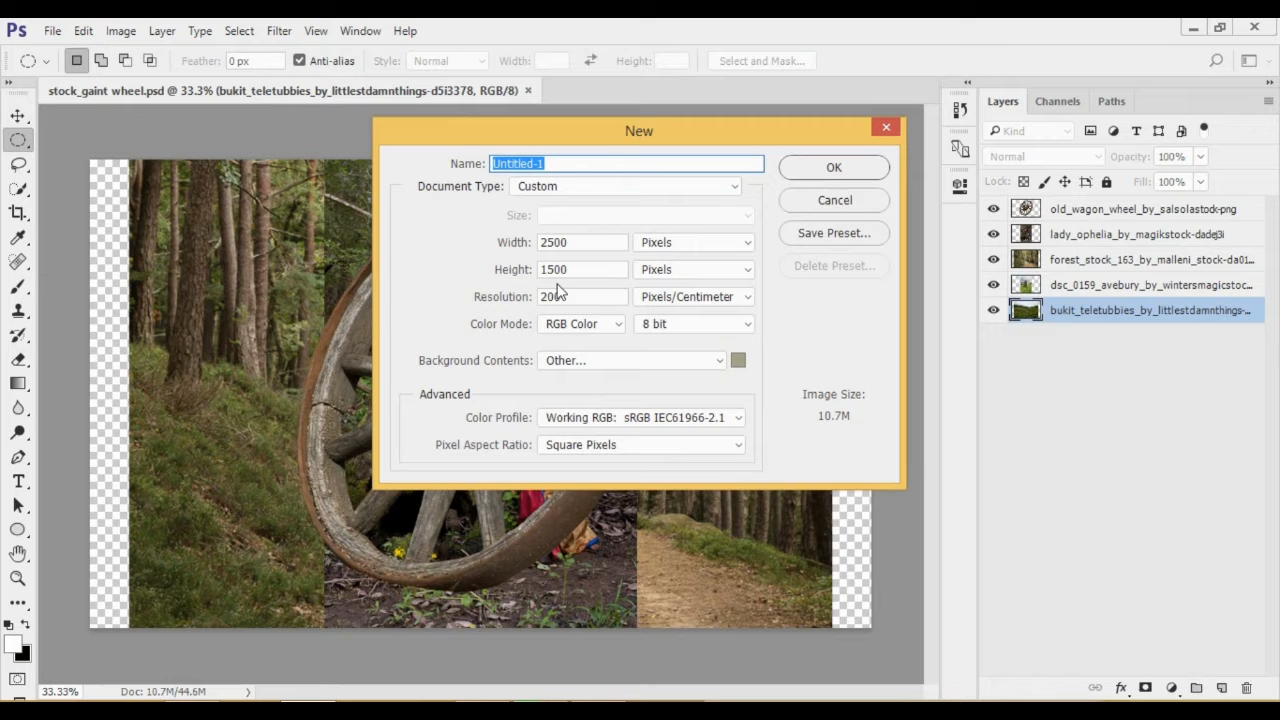 Ps File Edit Image Layer Type Select Filter View Window Help
Feather: 0 px Anti-alias Style: Normal Width: Height: Select and Mask...
stock_gaint wheel.psd @ 33.3% (bukit_teletubbies_by_littlestdamnthings-d5i3378, RGB/8) ×
Layers Channels Paths
Kind
Normal Opacity: 100%
Lock: Fill: 100%
old_wagon_wheel_by_salsolastock-png
lady_ophelia_by_magikstock-dade
forest_stock_163_by_malleni_stock-da01...
dsc_0159_avebury_by_wintersmagicstoc...
bukit_teletubbies_by_littlestdamnthings-...
New
Name: Untitled-1
OK
Document Type: Custom
Cancel
Size:
Save Preset...
Width: 2500 Pixels
Height: 1500 Pixels
Delete Preset...
Resolution: Pixels/Centimeter
Color Mode: RGB Color 8 bit
Background Contents: Other...
Advanced
Image Size:
10.7M
Color Profile: Working RGB: sRGB IEC61966-2.1
Pixel Aspect Ratio: Square Pixels
33.33% Doc: 10.7M/44.6M